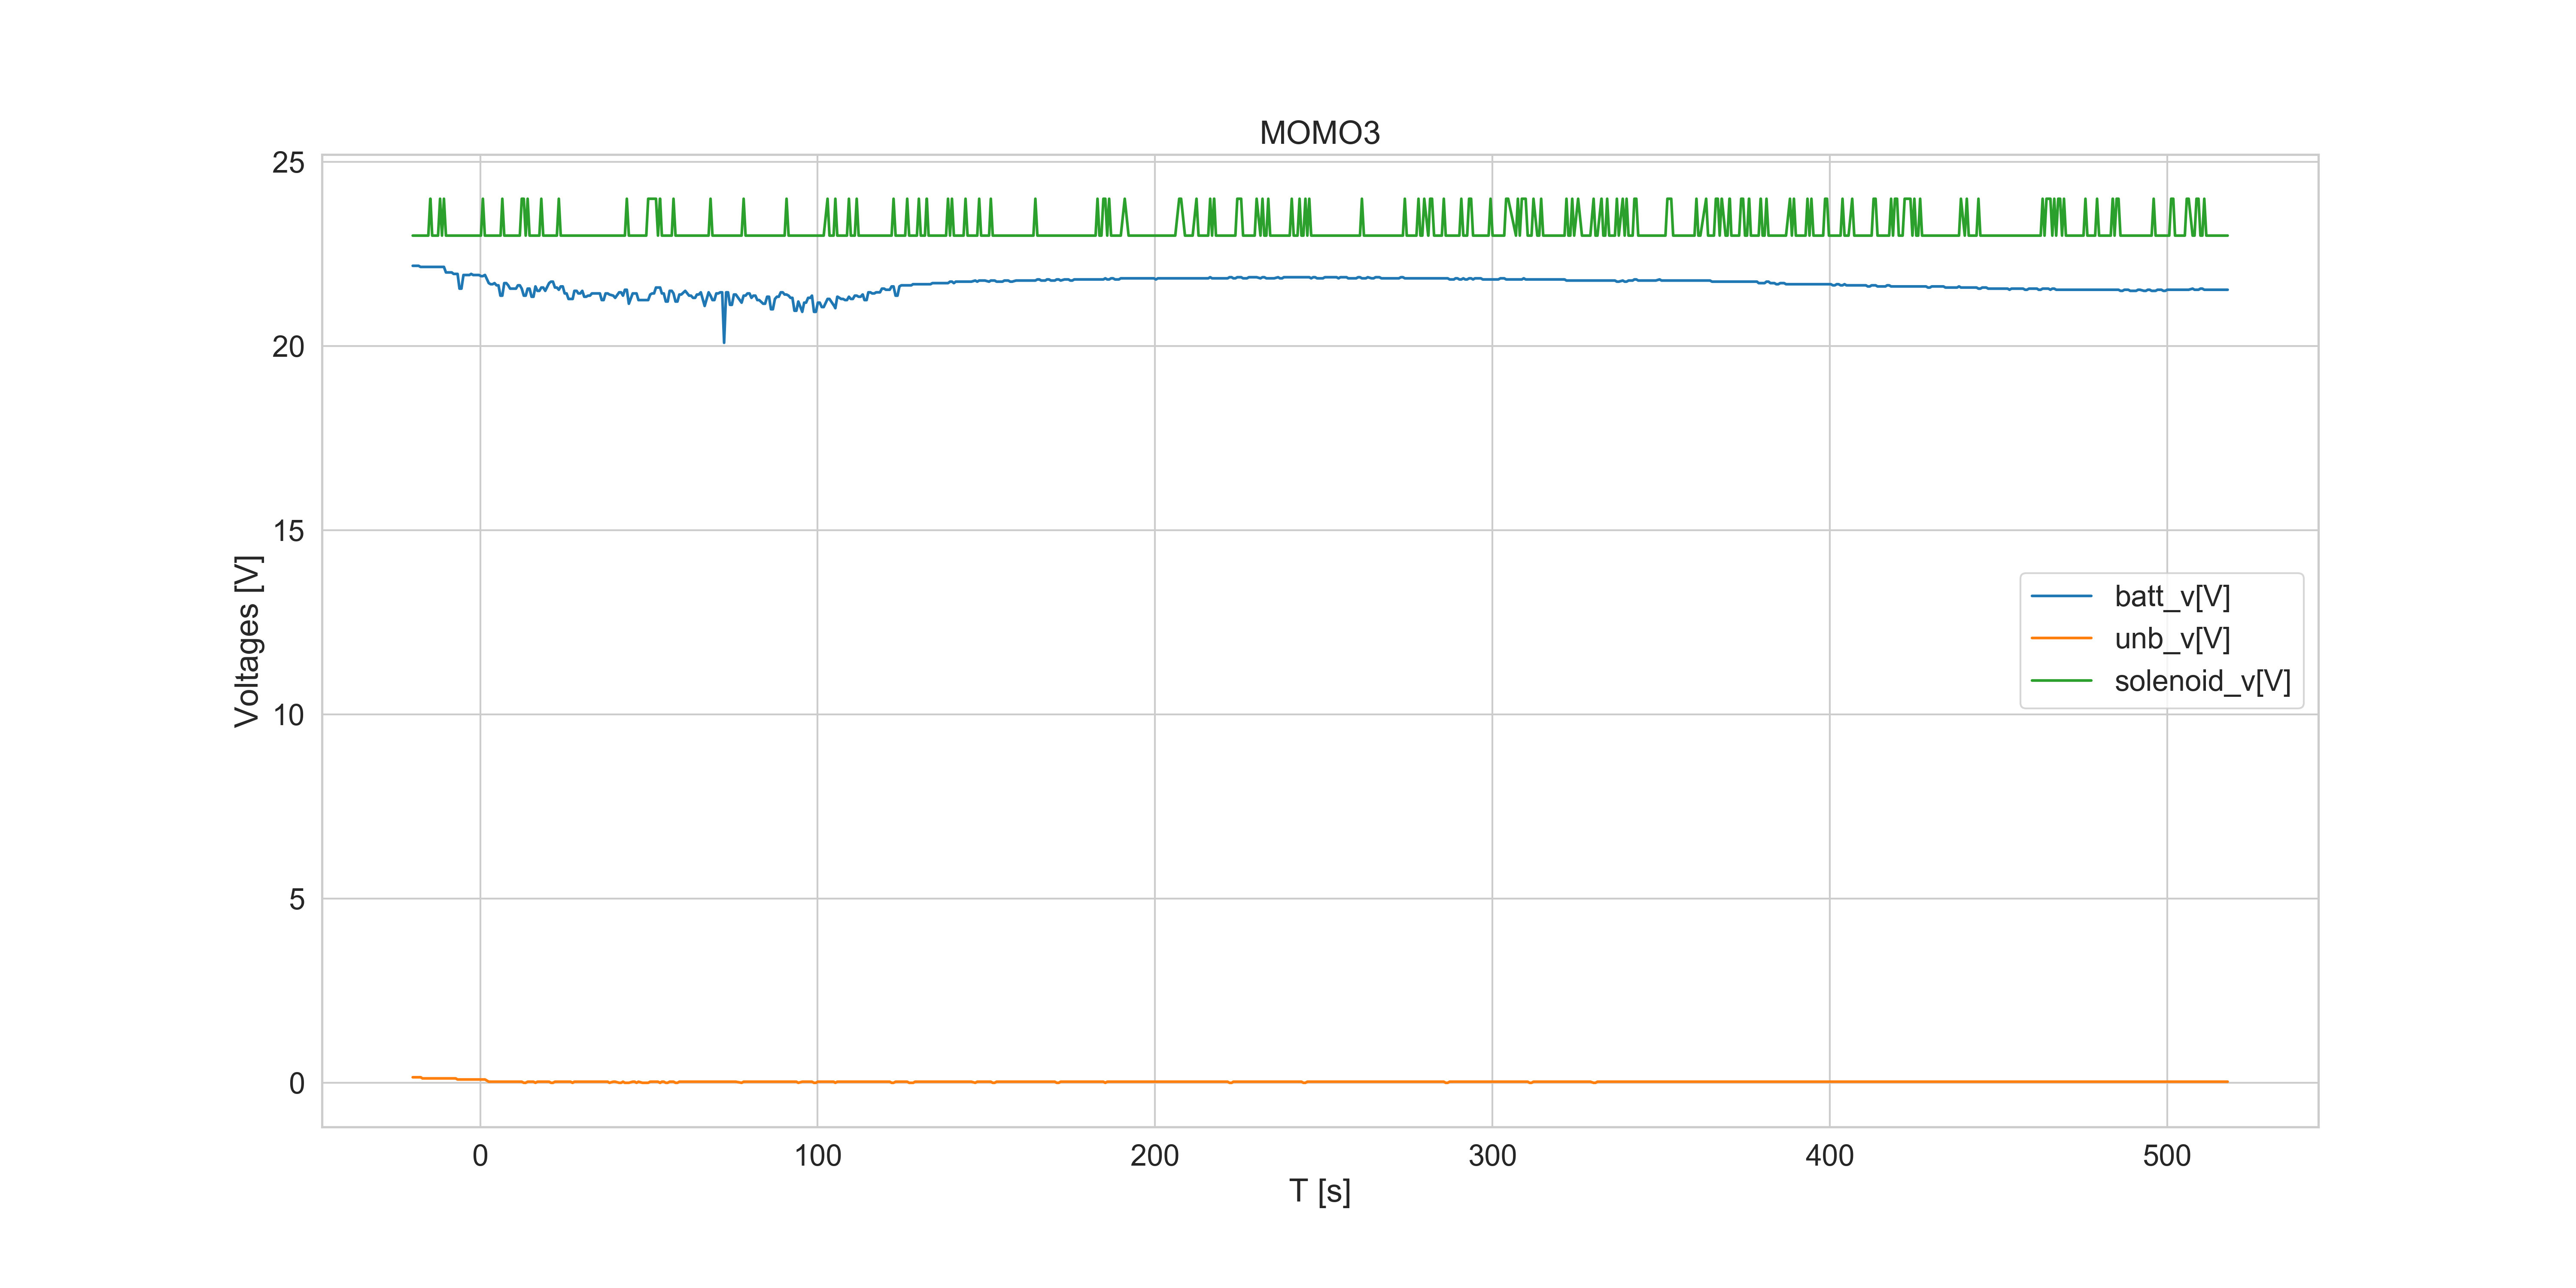 MOMO3
25
20
15
10
5
0
Voltages [V]
batt_v[V]
unb_v[V]
solenoid_v[V]
0 100 200 300 400 500
T [s]